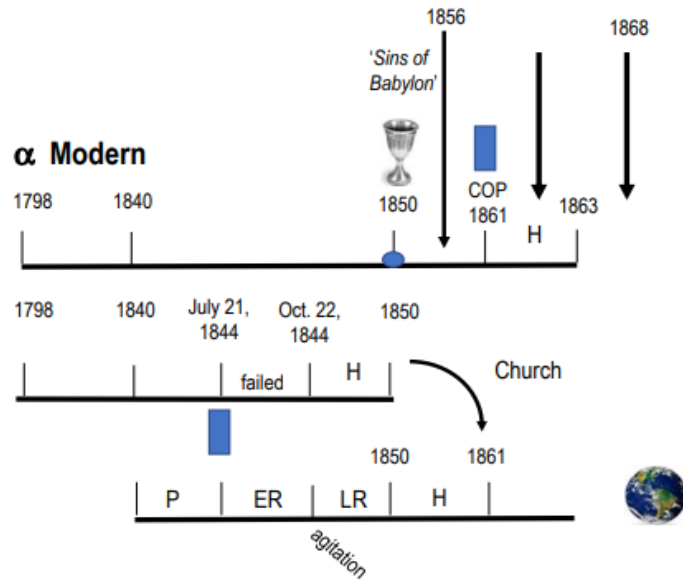 1856
1868
‘Sins of
Babylon’
α Modern
COP
1798
1840
1850
1861
1863
H
1798
1840
July 21,
1844
Oct. 22,
1844
1850
failed
H
Church
1850
1861
P
ER
LR
H
agitation